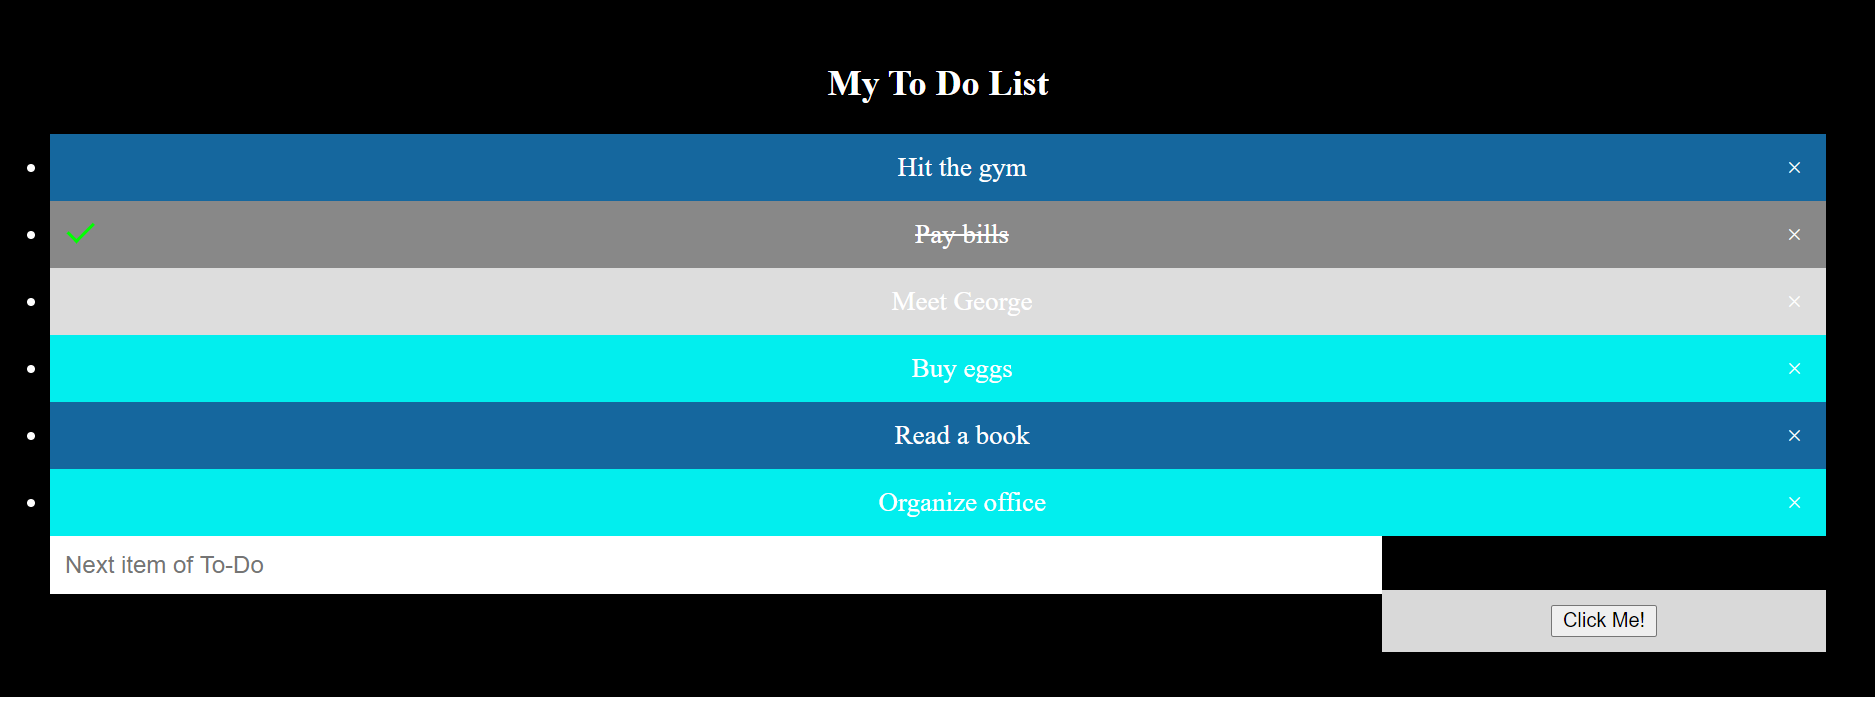 My To Do List
Hit the gym ×
Pay bills ×
Meet George ×
Buy eggs ×
Read a book ×
Organize office ×
Next item of To-Do
Click Me!